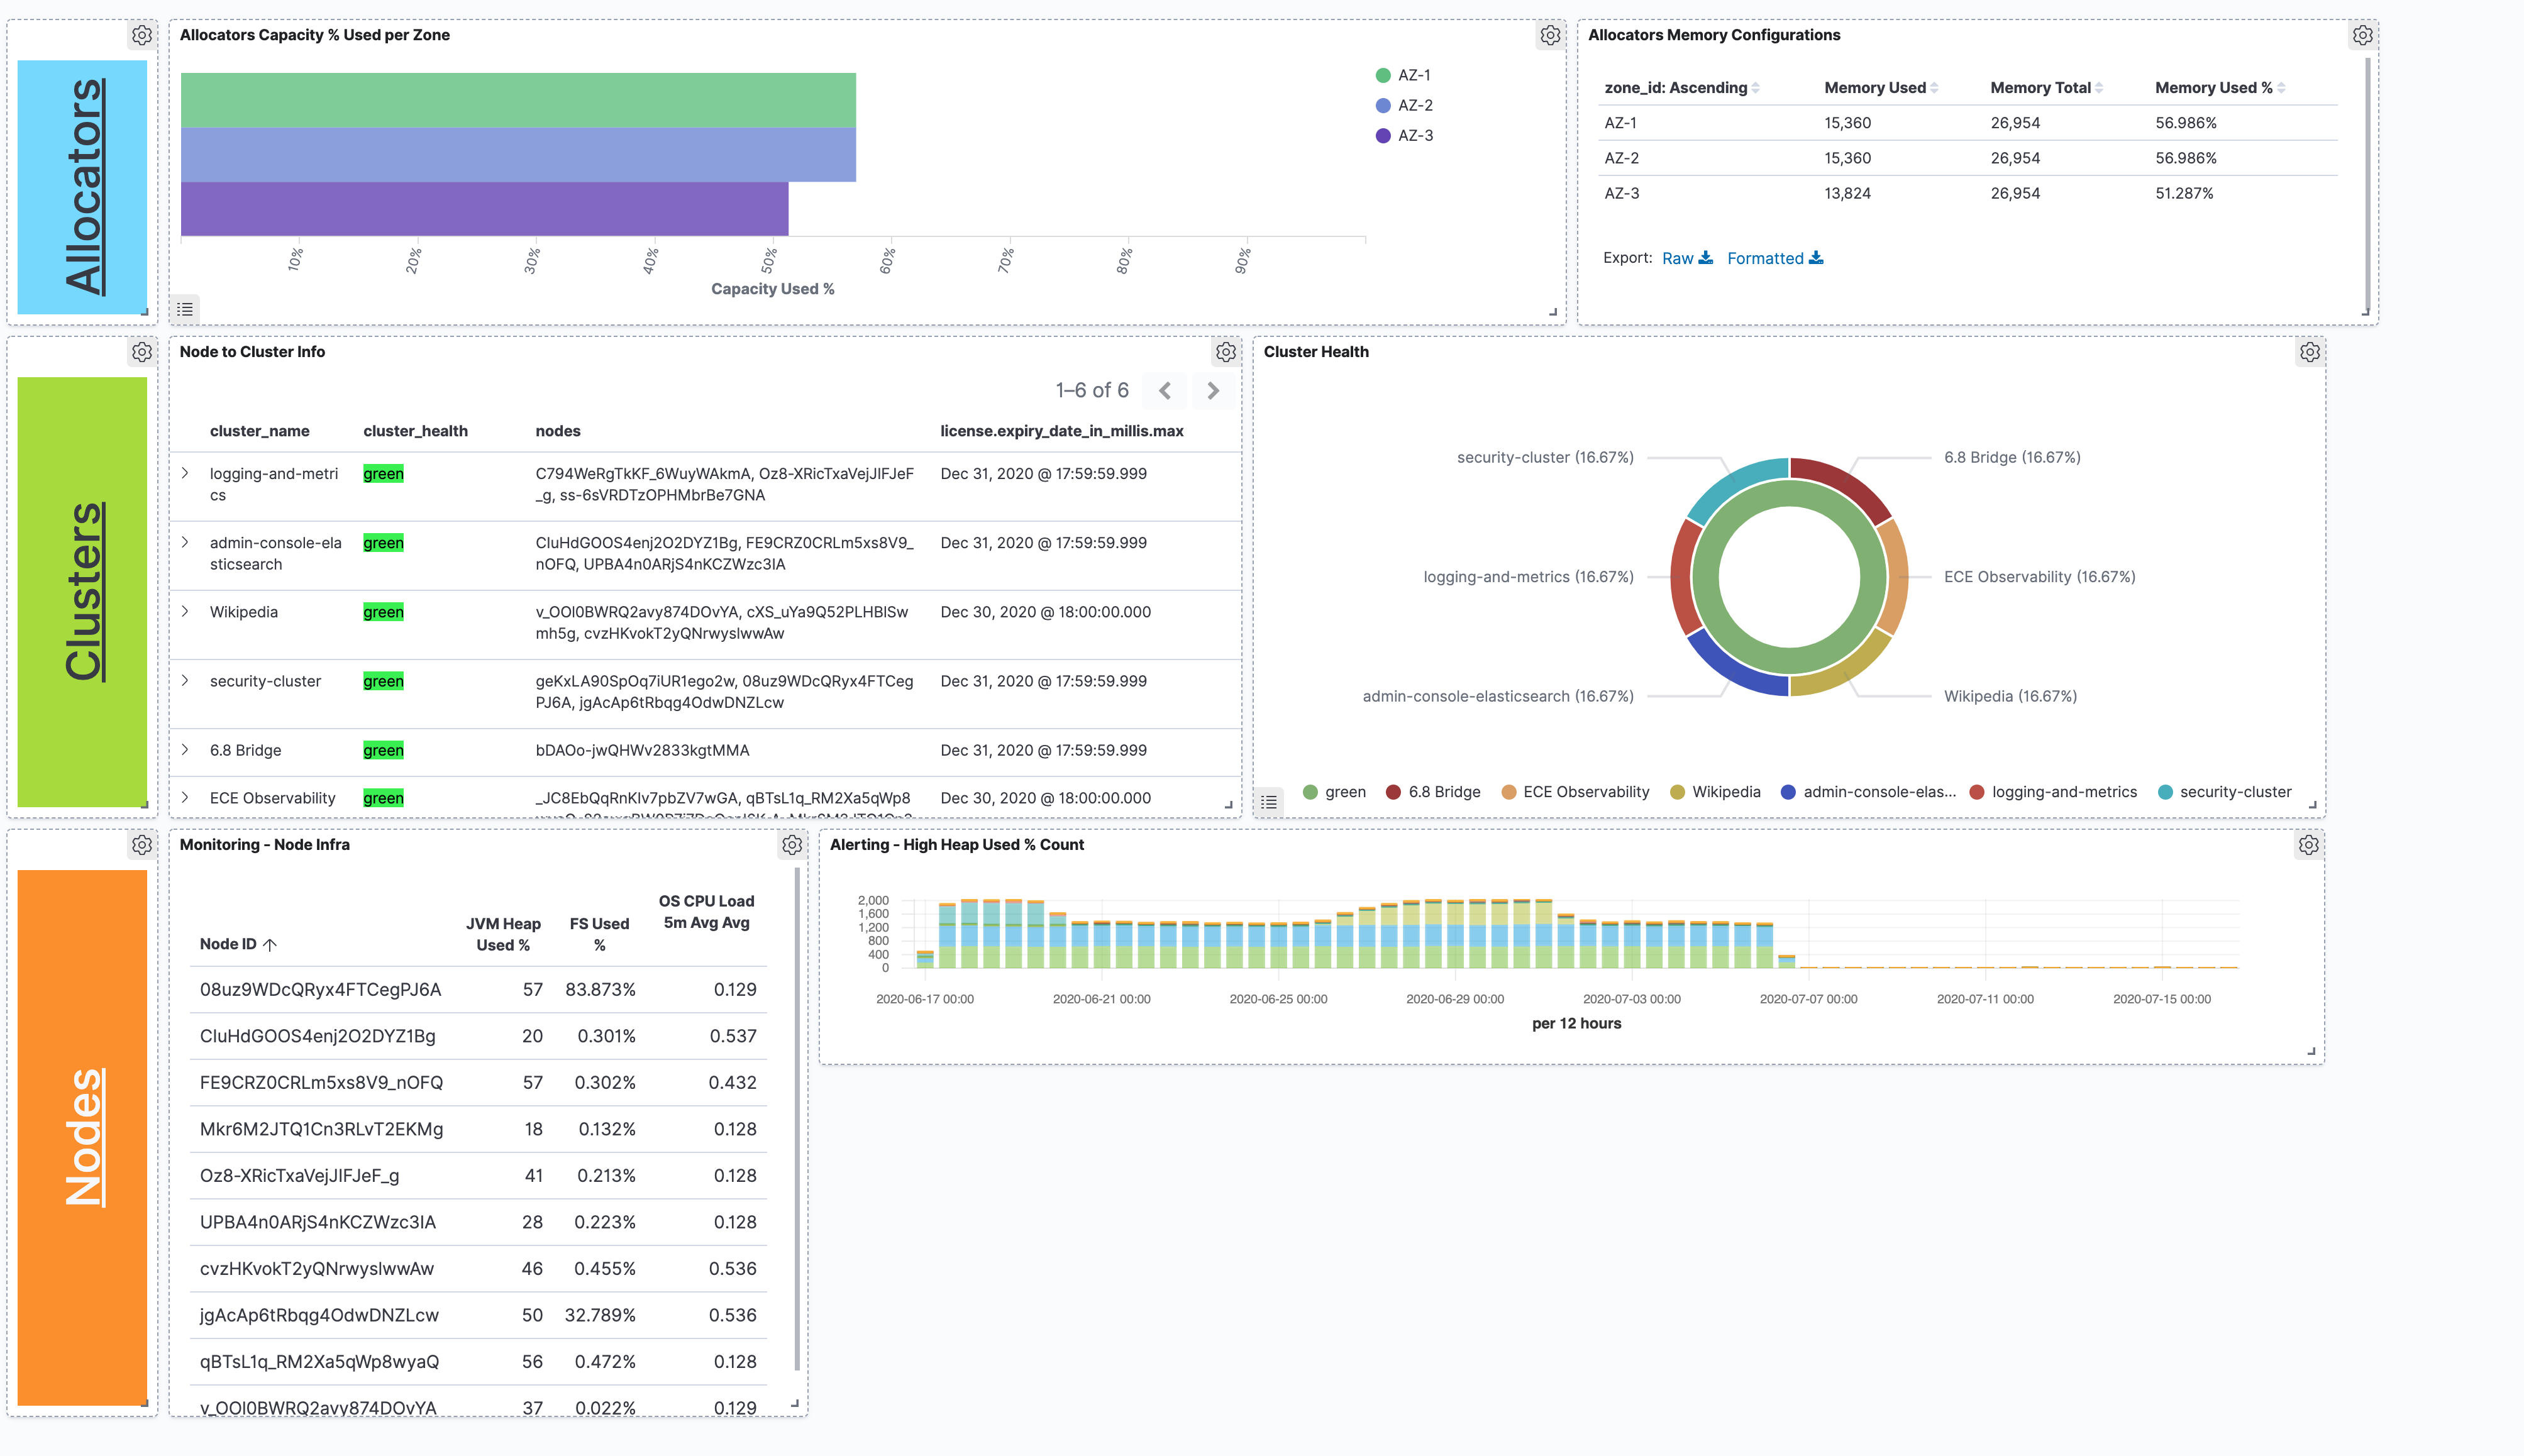 Allocators
Allocators Capacity % Used per Zone
AZ-1
AZ-2
AZ-3
10% 20% 30% 40% 50% 60% 70% 80% 90%
Capacity Used %
Allocators Memory Configurations
zone_id: Ascending Memory Used Memory Total Memory Used %
AZ-1 15,360 26,954 56.986%
AZ-2 15,360 26,954 56.986%
AZ-3 13,824 26,954 51.287%
Export: Raw Formatted
Clusters
Node to Cluster Info
1–6 of 6
cluster_name cluster_health nodes license.expiry_date_in_millis.max
logging-and-metri green C794WeRgTkKF_6WuyWAkmA, Oz8-XRicTxaVejJIFJeF Dec 31, 2020 @ 17:59:59.999
cs _g, ss-6sVRDTzOPHMbrBe7GNA
admin-console-ela green CluHdGOOS4enj2O2DYZ1Bg, FE9CRZ0CRLm5xs8V9_ Dec 31, 2020 @ 17:59:59.999
sticsearch nOFQ, UPBA4n0ARjS4nKCZWzc3IA
Wikipedia green v_OOl0BWRQ2avy874DOvYA, cXS_uYa9Q52PLHBlSw Dec 30, 2020 @ 18:00:00.000
mh5g, cvzHKvokT2yQNrwyslwwAw
security-cluster green geKxLA90SpOq7iUR1ego2w, 08uz9WDcQRyx4FTCeg Dec 31, 2020 @ 17:59:59.999
PJ6A, jgAcAp6tRbqg4OdwDNZLcw
6.8 Bridge green bDAOo-jwQHWv2833kgtMMA Dec 31, 2020 @ 17:59:59.999
ECE Observability green _JC8EbQqRnKlv7pbZV7wGA, qBTsL1q_RM2Xa5qWp8 Dec 30, 2020 @ 18:00:00.000
Cluster Health
security-cluster (16.67%) 6.8 Bridge (16.67%)
logging-and-metrics (16.67%) ECE Observability (16.67%)
admin-console-elasticsearch (16.67%) Wikipedia (16.67%)
green 6.8 Bridge ECE Observability Wikipedia admin-console-elas... logging-and-metrics security-cluster
Nodes
Monitoring - Node Infra
Node ID JVM Heap Used % FS Used % OS CPU Load 5m Avg Avg
08uz9WDcQRyx4FTCegPJ6A 57 83.873% 0.129
CluHdGOOS4enj2O2DYZ1Bg 20 0.301% 0.537
FE9CRZ0CRLm5xs8V9_nOFQ 57 0.302% 0.432
Mkr6M2JTQ1Cn3RLvT2EKMg 18 0.132% 0.128
Oz8-XRicTxaVejJIFJeF_g 41 0.213% 0.128
UPBA4n0ARjS4nKCZWzc3IA 28 0.223% 0.128
cvzHKvokT2yQNrwyslwwAw 46 0.455% 0.536
jgAcAp6tRbqg4OdwDNZLcw 50 32.789% 0.536
qBTsL1q_RM2Xa5qWp8wyaQ 56 0.472% 0.128
v_OOl0BWRQ2avy874DOvYA 37 0.022% 0.129
Alerting - High Heap Used % Count
2,000
1,600
1,200
800
400
0
2020-06-17 00:00 2020-06-21 00:00 2020-06-25 00:00 2020-06-29 00:00 2020-07-03 00:00 2020-07-07 00:00 2020-07-11 00:00 2020-07-15 00:00
per 12 hours